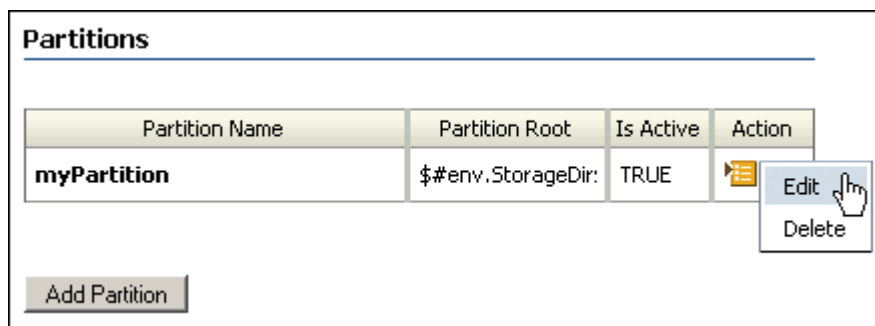 Partitions
Partition Name Partition Root Is Active Action
myPartition $#env.StorageDir: TRUE
Edit
Delete
Add Partition